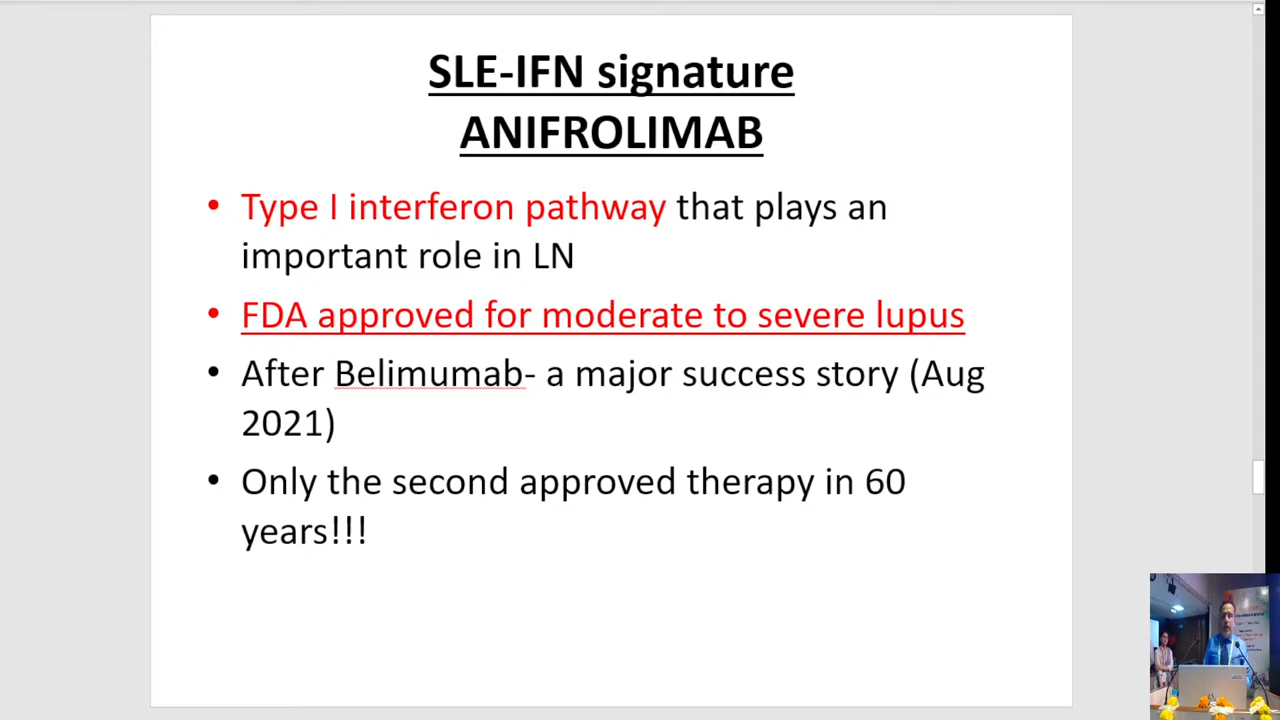 SLE-IFN signature
ANIFROLIMAB
• Type I interferon pathway that plays an
important role in LN
• FDA approved for moderate to severe lupus
• After Belimumab- a major success story (Aug
2021)
• Only the second approved therapy in 60
years!!!